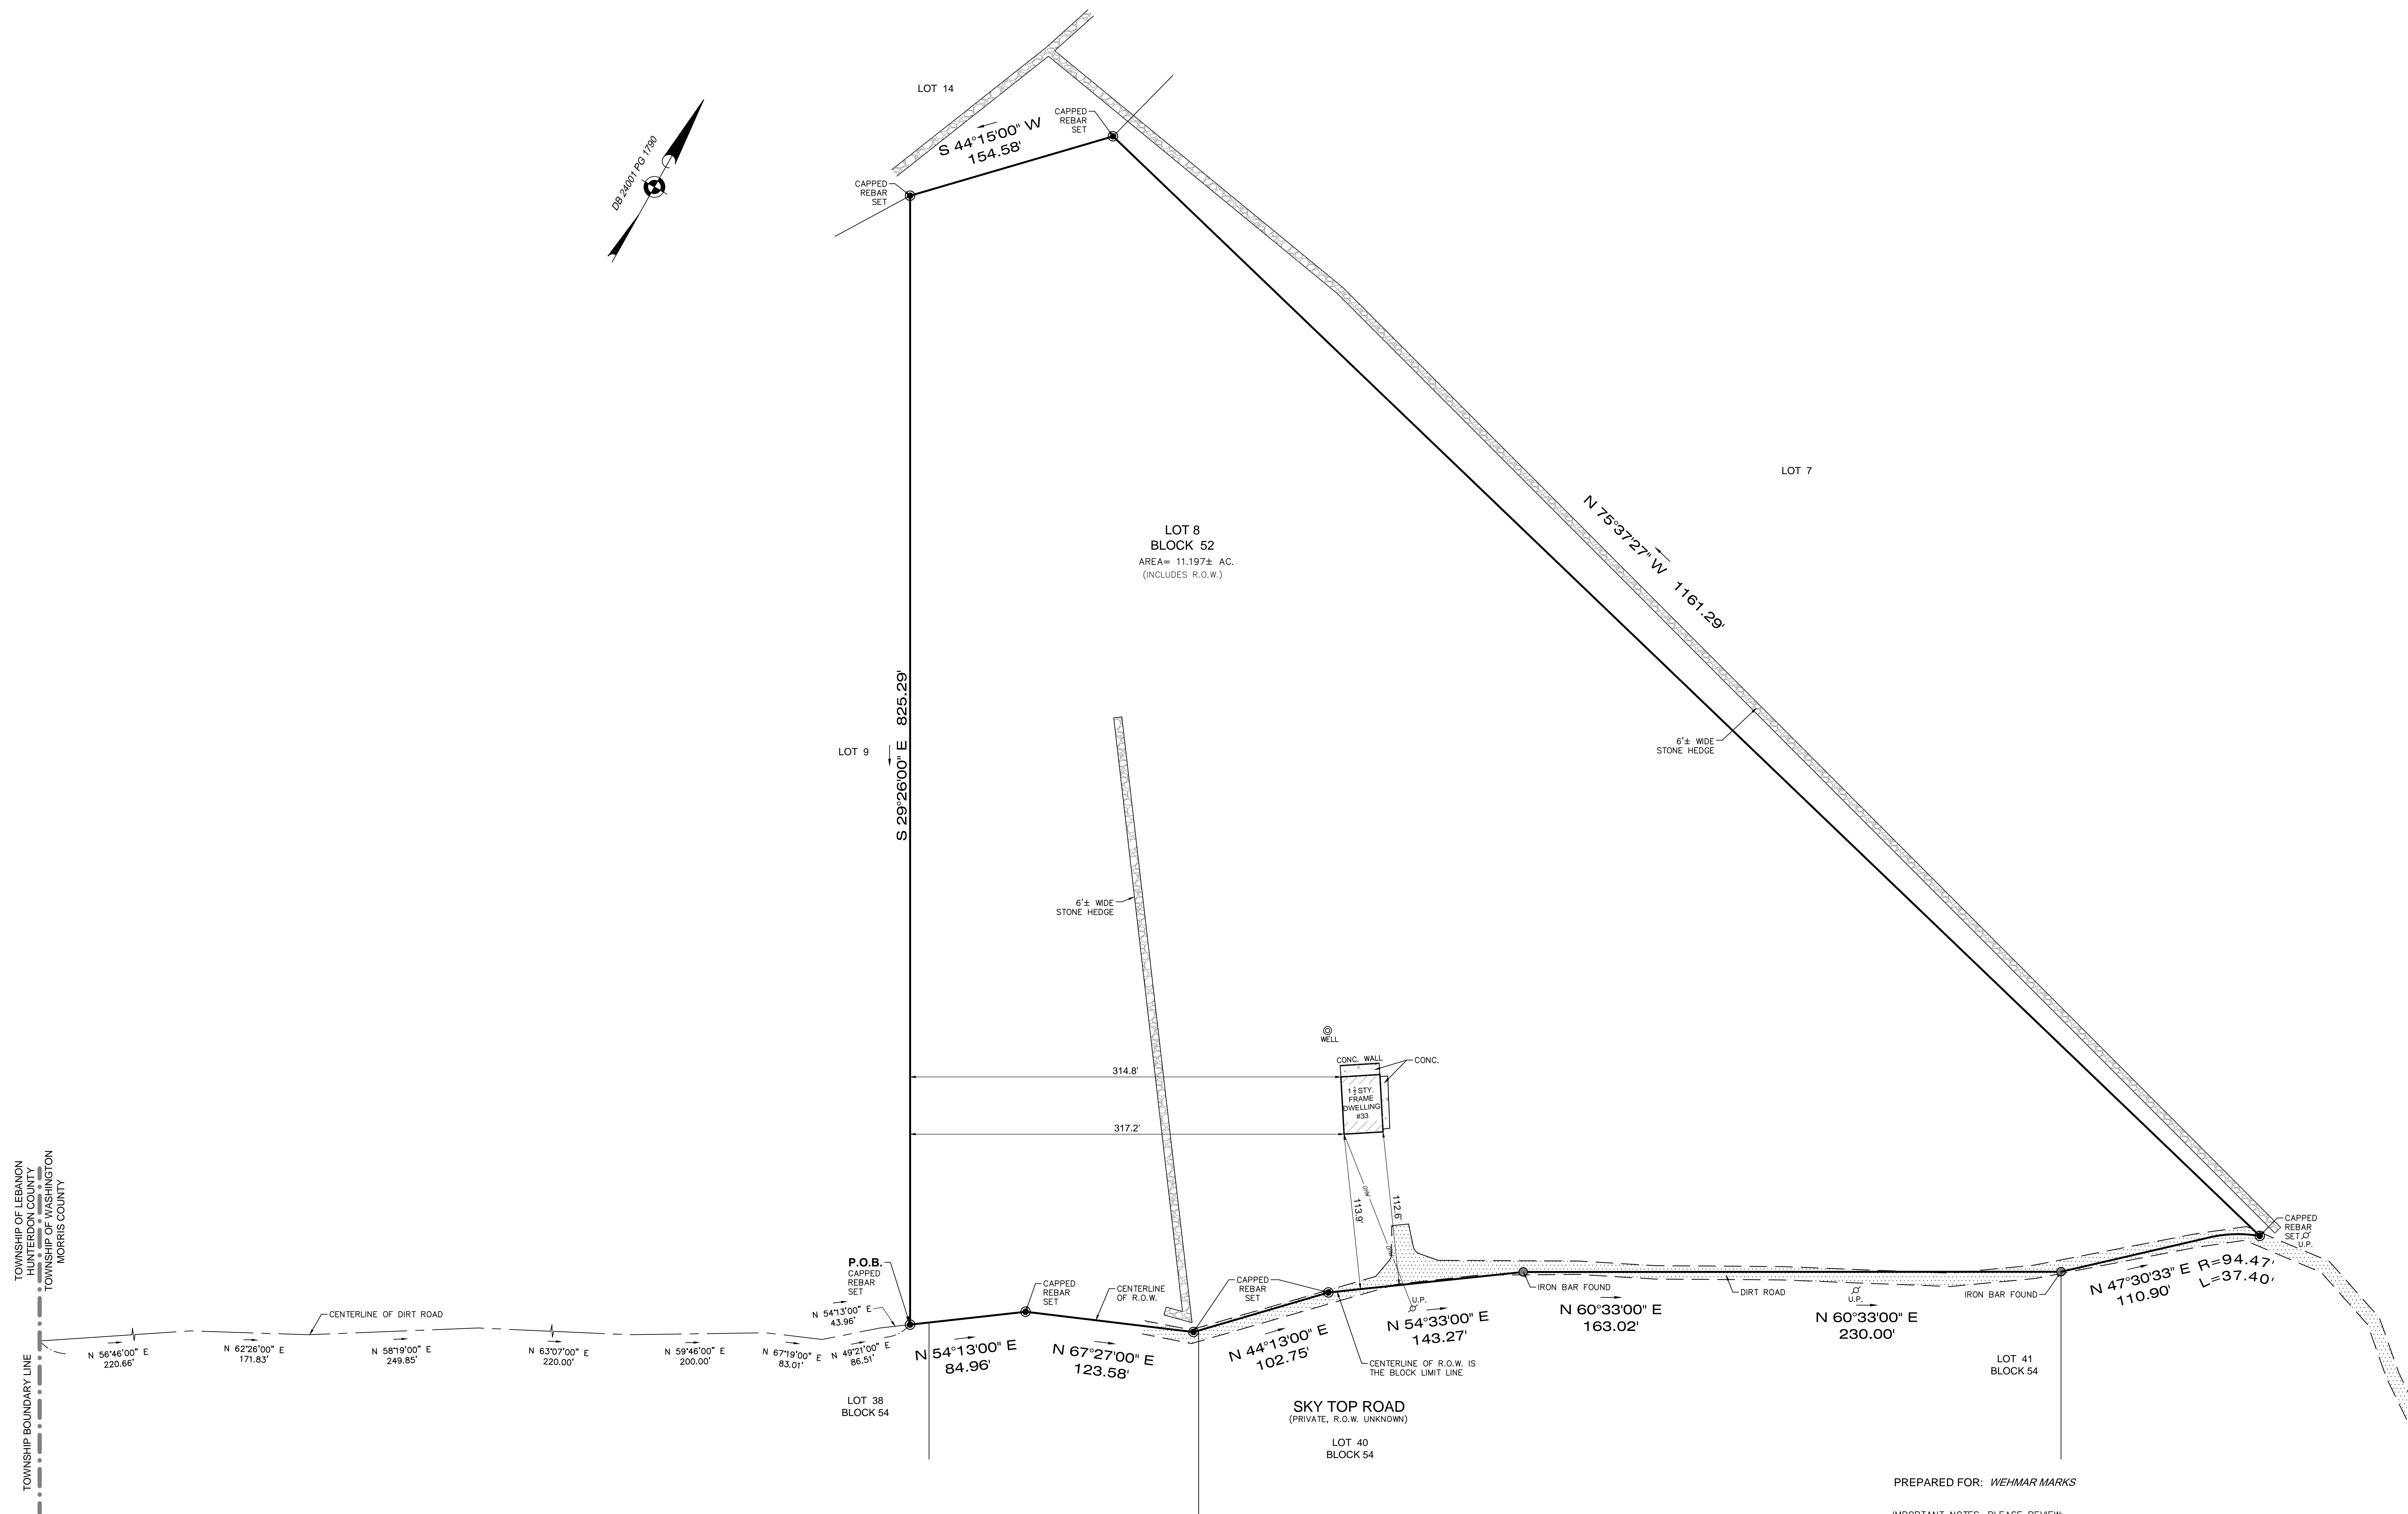 LOT 14
CAPPED
REBAR
SET
S 44°15'00" W
154.58'
DB 24001 PG 1790
CAPPED
REBAR
SET
LOT 7
N 75°37'27" W 1161.29'
LOT 8
BLOCK 52
AREA= 11.197± AC.
(INCLUDES R.O.W.)
S 29°26'00" E 825.29'
LOT 9
6'± WIDE
STONE HEDGE
6'± WIDE
STONE HEDGE
WELL
CONC. WALL
CONC.
314.8'
1 ½ STY.
FRAME
DWELLING
#33
317.2'
113.9'
OHW
OHW
112.6'
TOWNSHIP OF LEBANON
HUNTERDON COUNTY
TOWNSHIP OF WASHINGTON
MORRIS COUNTY
TOWNSHIP BOUNDARY LINE
P.O.B.
CAPPED
REBAR
SET
CAPPED
REBAR
SET
CENTERLINE
OF R.O.W.
CAPPED
REBAR
SET
CAPPED
REBAR
SET
U.P.
N 54°13'00" E
43.96'
CENTERLINE OF DIRT ROAD
N 56°46'00" E
220.66'
N 62°26'00" E
171.83'
N 58°19'00" E
249.85'
N 63°07'00" E
220.00'
N 59°46'00" E
200.00'
N 67°19'00" E
83.01'
N 49°21'00" E
86.51'
N 54°13'00" E
84.96'
N 67°27'00" E
123.58'
N 44°13'00" E
102.75'
U.P.
N 54°33'00" E
143.27'
IRON BAR FOUND
N 60°33'00" E
163.02'
DIRT ROAD
U.P.
N 60°33'00" E
230.00'
IRON BAR FOUND
N 47°30'33" E
110.90'
R=94.47'
L=37.40'
CENTERLINE OF R.O.W. IS
THE BLOCK LIMIT LINE
LOT 38
BLOCK 54
SKY TOP ROAD
(PRIVATE, R.O.W. UNKNOWN)
LOT 40
BLOCK 54
LOT 41
BLOCK 54
PREPARED FOR: WEHMAR MARKS
IMPORTANT NOTES, PLEASE REVIEW: